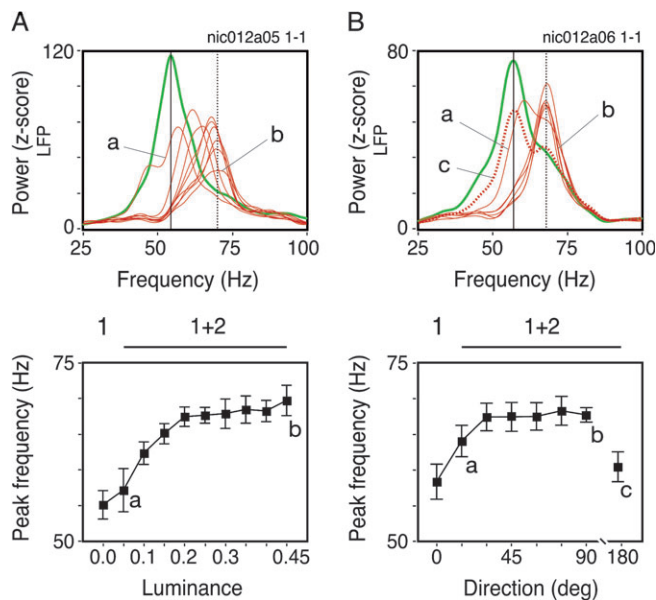 A
nic012a05 1-1
120
0
Power (z-score)
LFP
a
b
25 50 75 100
Frequency (Hz)
B
nic012a06 1-1
80
0
Power (z-score)
LFP
a
b
c
25 50 75 100
Frequency (Hz)
1 1+2
75
50
Peak frequency (Hz)
a
b
0.0 0.1 0.2 0.3 0.45
Luminance
1 1+2
75
50
Peak frequency (Hz)
a
b
c
0 45 90 180
Direction (deg)